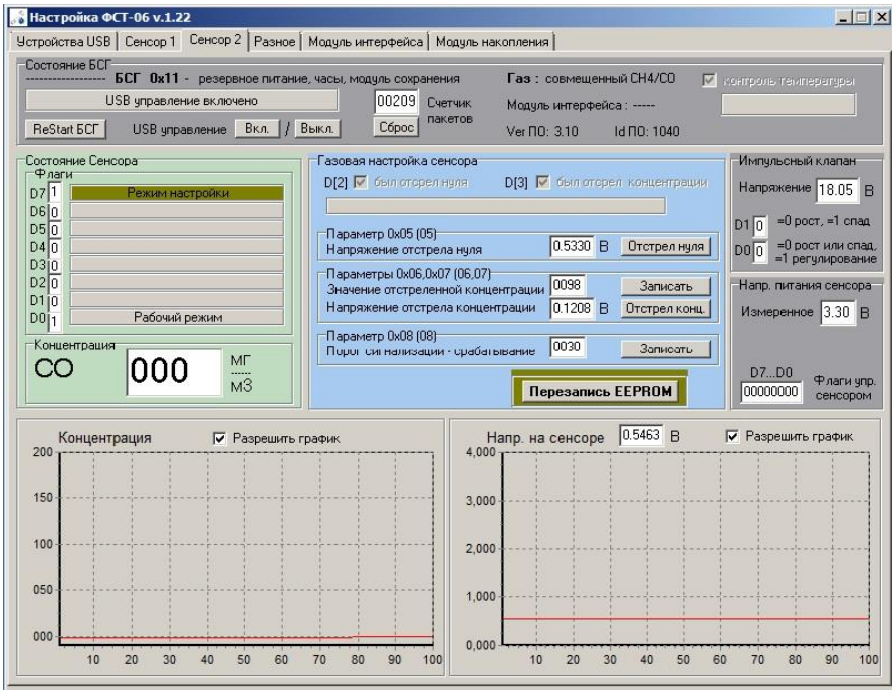 Настройка ФСТ-06 v.1.22
Устройства USB Сенсор 1 Сенсор 2 Разное Модуль интерфейса Модуль накопления
Состояние БСГ
------------------ БСГ 0x11 - резервное питание, часы, модуль сохранения
USB управление включено
ReStart БСГ USB управление Вкл. / Выкл.
00209 Счетчик пакетов
Сброс
Газ : совмещенный CH4/CO
контроль температуры
Модуль интерфейса : -----
Ver ПО: 3.10 Id ПО: 1040
Состояние Сенсора
Флаги
D7 1 Режим настройки
D6 0
D5 0
D4 0
D3 0
D2 0
D1 0
D0 1 Рабочий режим
Концентрация
CO 000 мг
-----
м3
Газовая настройка сенсора
D[2] был отсрел нуля D[3] был отсрел концентрации
Параметр 0x05 (05)
Напряжение отстрела нуля 0.5330 В Отстрел нуля
Параметры 0x06,0x07 (06,07)
Значение отстреленной концентрации 0098 Записать
Напряжение отстрела концентрации 0.1208 В Отстрел конц.
Параметр 0x08 (08)
Порог сигнализации - срабатывание 0030 Записать
Перезапись EEPROM
Импульсный клапан
Напряжение 18.05 В
D1 0 =0 рост, =1 спад
D0 0 =0 рост или спад,
=1 регулирование
Напр. питания сенсора
Измеренное 3.30 В
D7...D0
00000000 Флаги упр.
сенсором
Концентрация Разрешить график
200
150
100
050
000
10 20 30 40 50 60 70 80 90 100
Напр. на сенсоре 0.5463 В Разрешить график
4,000
3,000
2,000
1,000
0,000
10 20 30 40 50 60 70 80 90 100